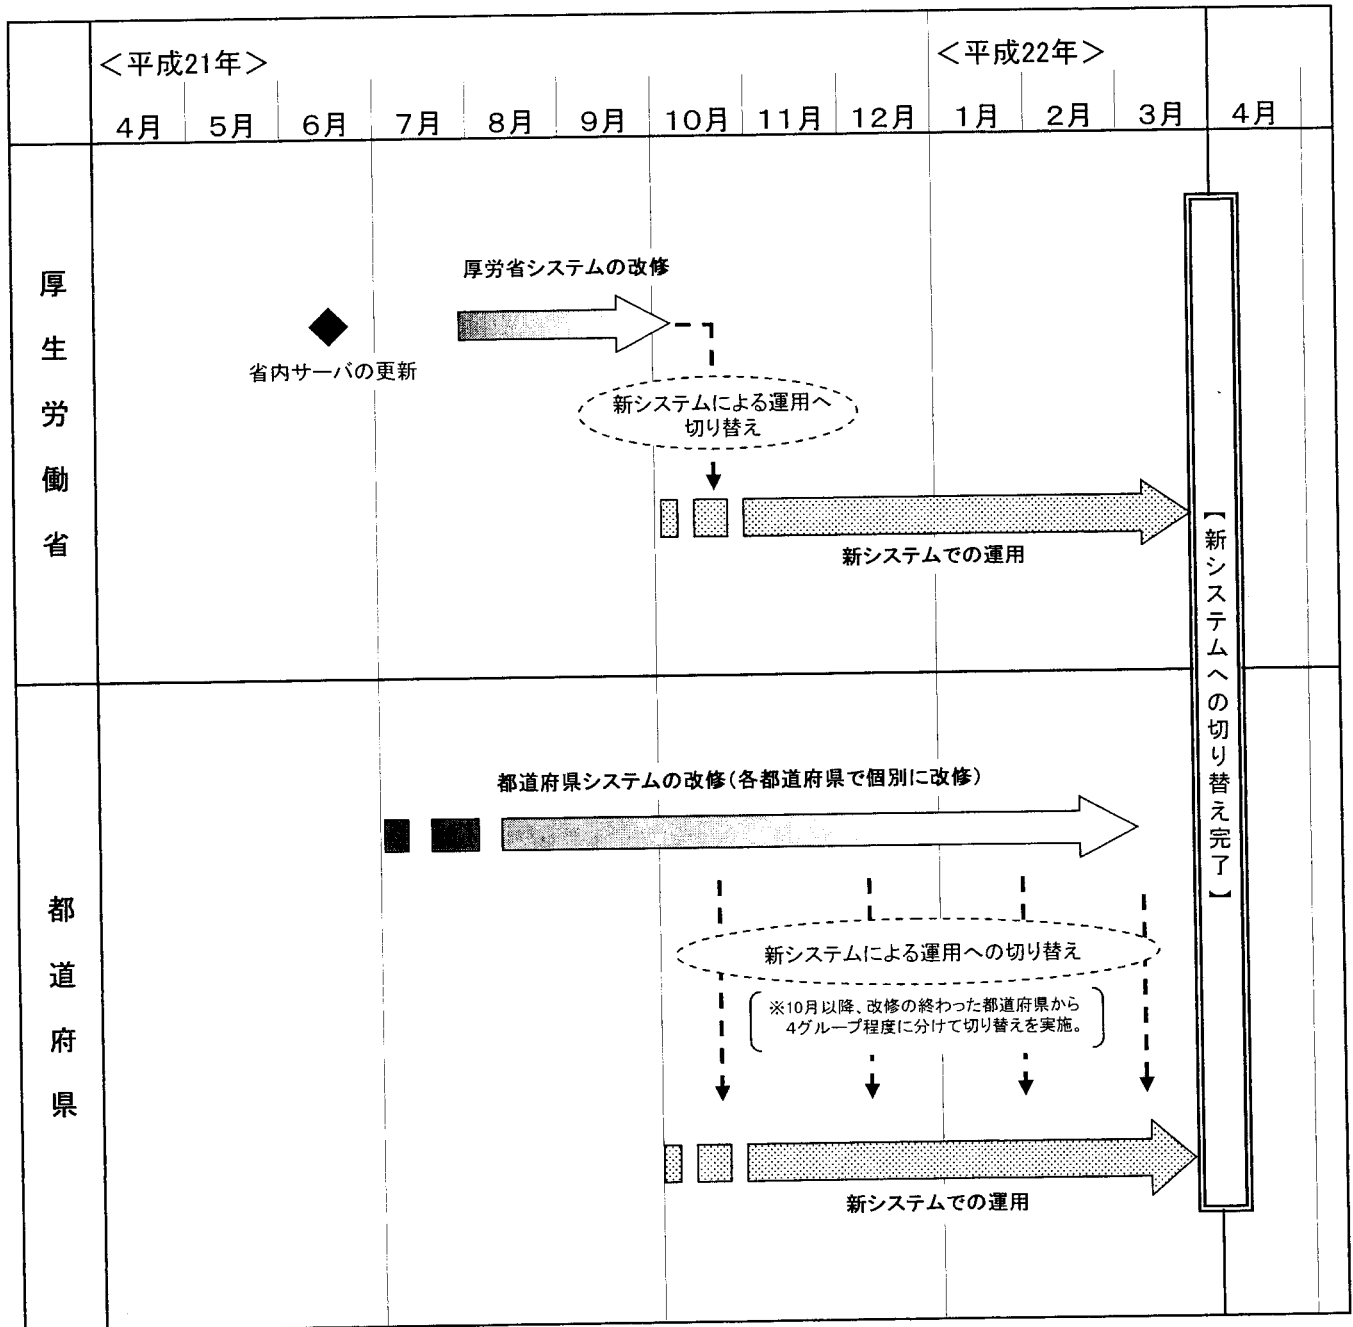 ＜平成21年＞
＜平成22年＞
4月 5月 6月 7月 8月 9月 10月 11月 12月 1月 2月 3月 4月
厚生労働省
厚労省システムの改修
省内サーバの更新
新システムによる運用へ
切り替え
新システムでの運用
【新システムへの切り替え完了】
都道府県
都道府県システムの改修(各都道府県で個別に改修)
新システムによる運用への切り替え
※10月以降、改修の終わった都道府県から
4グループ程度に分けて切り替えを実施。
新システムでの運用